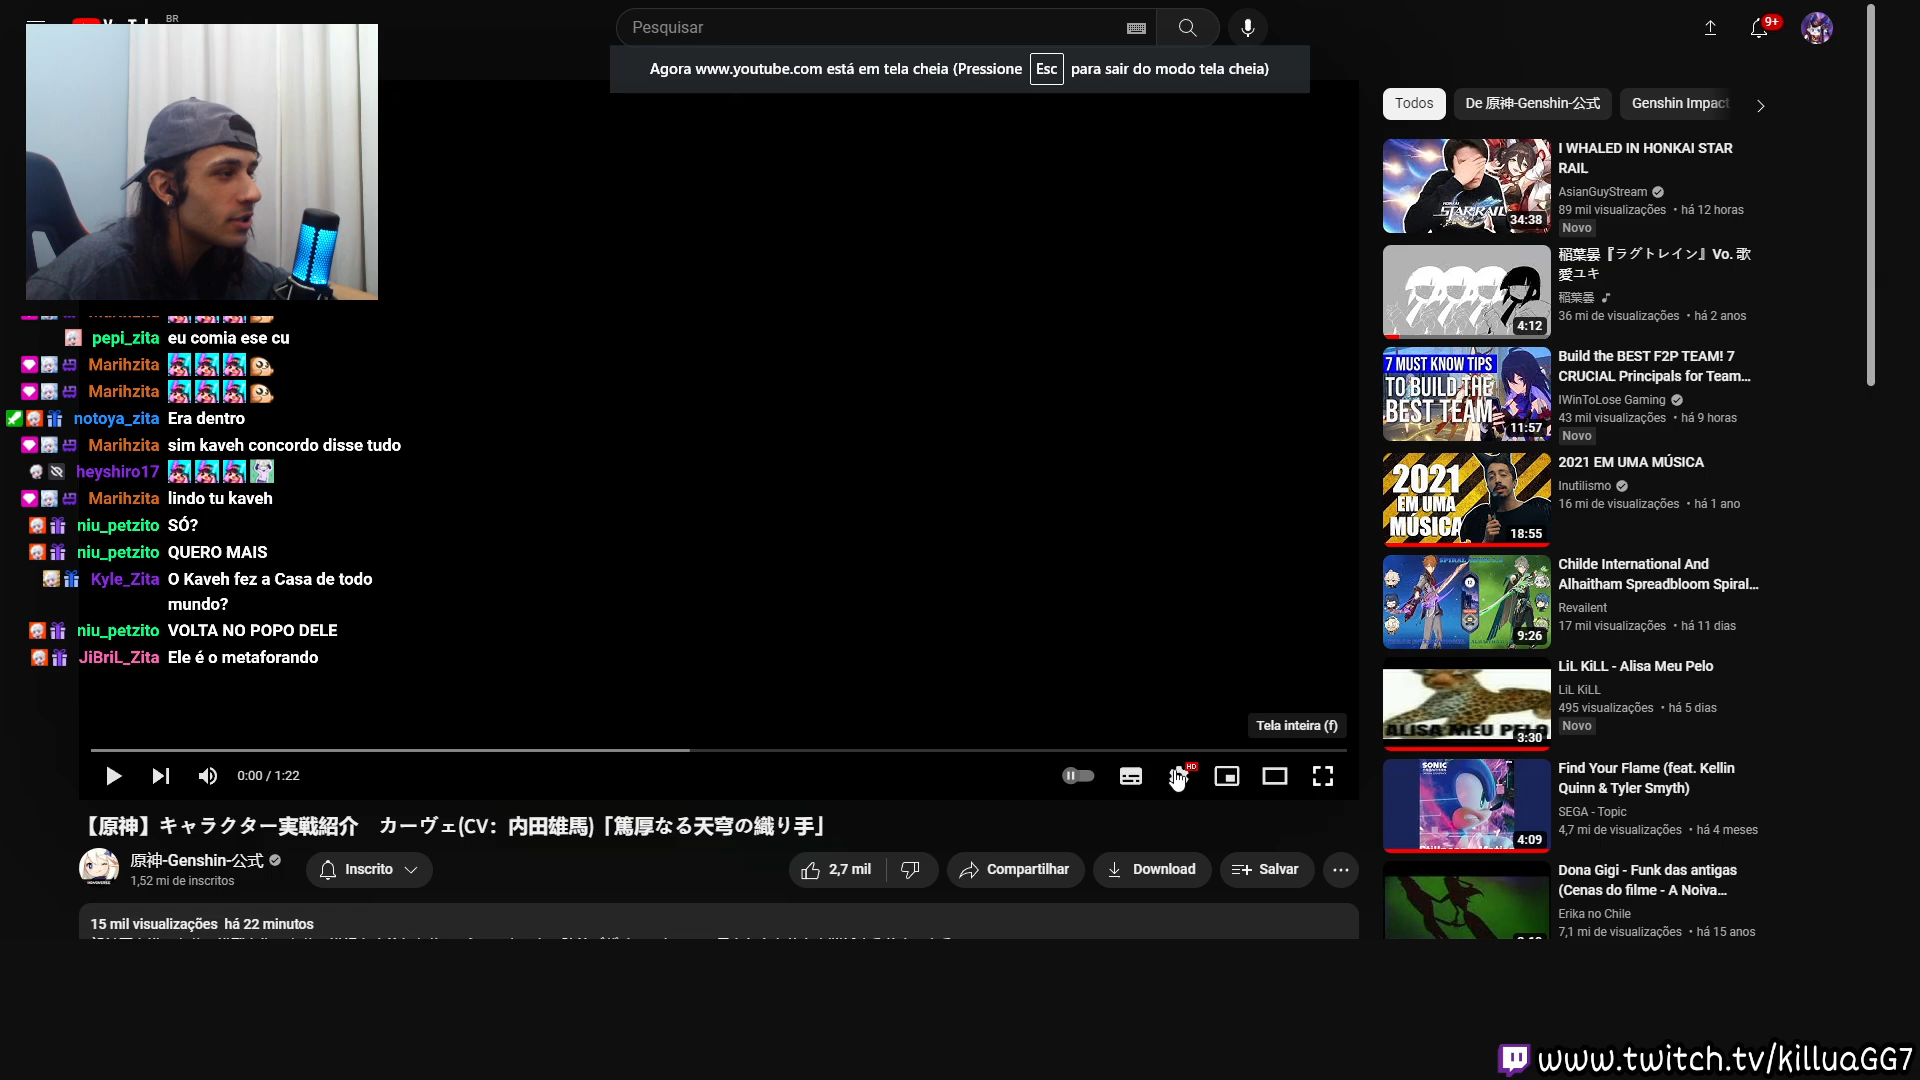 BR
Pesquisar
9+
Agora www.youtube.com está em tela cheia (Pressione Esc para sair do modo tela cheia)
Todos
De 原神-Genshin-公式
Genshin Impact
pepi_zita eu comia ese cu
Marihzita
Marihzita
notoya_zita Era dentro
Marihzita sim kaveh concordo disse tudo
heyshiro17
Marihzita lindo tu kaveh
niu_petzito SÓ?
niu_petzito QUERO MAIS
Kyle_Zita O Kaveh fez a Casa de todo
mundo?
niu_petzito VOLTA NO POPO DELE
JiBriL_Zita Ele é o metaforando
Tela inteira (f)
0:00 / 1:22
HD
【原神】キャラクター実戦紹介 カーヴェ(CV：内田雄馬)「篤厚なる天穹の織り手」
原神-Genshin-公式
1,52 mi de inscritos
Inscrito
2,7 mil
Compartilhar
Download
Salvar
15 mil visualizações há 22 minutos
HONKAI STARRAIL
34:38
I WHALED IN HONKAI STAR
RAIL
AsianGuyStream
89 mil visualizações • há 12 horas
Novo
4:12
稲葉曇『ラグトレイン』Vo. 歌
愛ユキ
稲葉曇
36 mi de visualizações • há 2 anos
7 MUST KNOW TIPS
TO BUILD THE
BEST TEAM
11:57
Build the BEST F2P TEAM! 7
CRUCIAL Principals for Team...
IWinToLose Gaming
43 mil visualizações • há 9 horas
Novo
2021
EM UMA
MÚSICA
18:55
2021 EM UMA MÚSICA
Inutilismo
16 mi de visualizações • há 1 ano
9:26
Childe International And
Alhaitham Spreadbloom Spiral...
Revailent
17 mil visualizações • há 11 dias
ALISA MEU PELO
3:30
LiL KiLL - Alisa Meu Pelo
LiL KiLL
495 visualizações • há 5 dias
Novo
SONIC
4:09
Find Your Flame (feat. Kellin
Quinn & Tyler Smyth)
SEGA - Topic
4,7 mi de visualizações • há 4 meses
Dona Gigi - Funk das antigas
(Cenas do filme - A Noiva...
Erika no Chile
7,1 mi de visualizações • há 15 anos
www.twitch.tv/killuaGG7